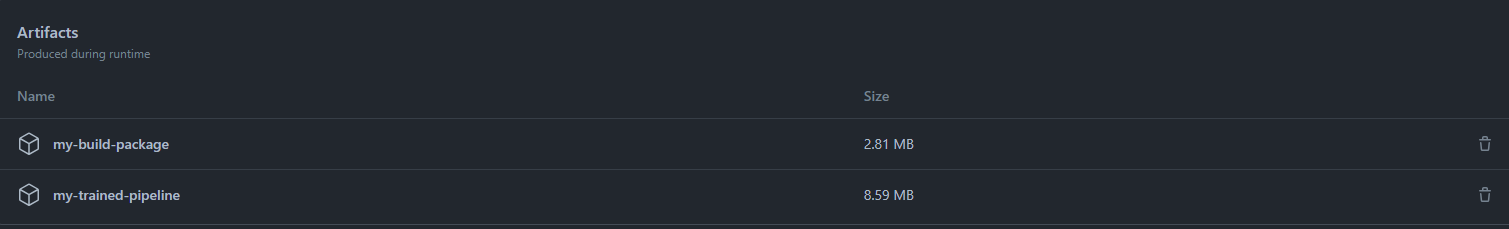 Artifacts
Produced during runtime
Name Size
my-build-package 2.81 MB
my-trained-pipeline 8.59 MB